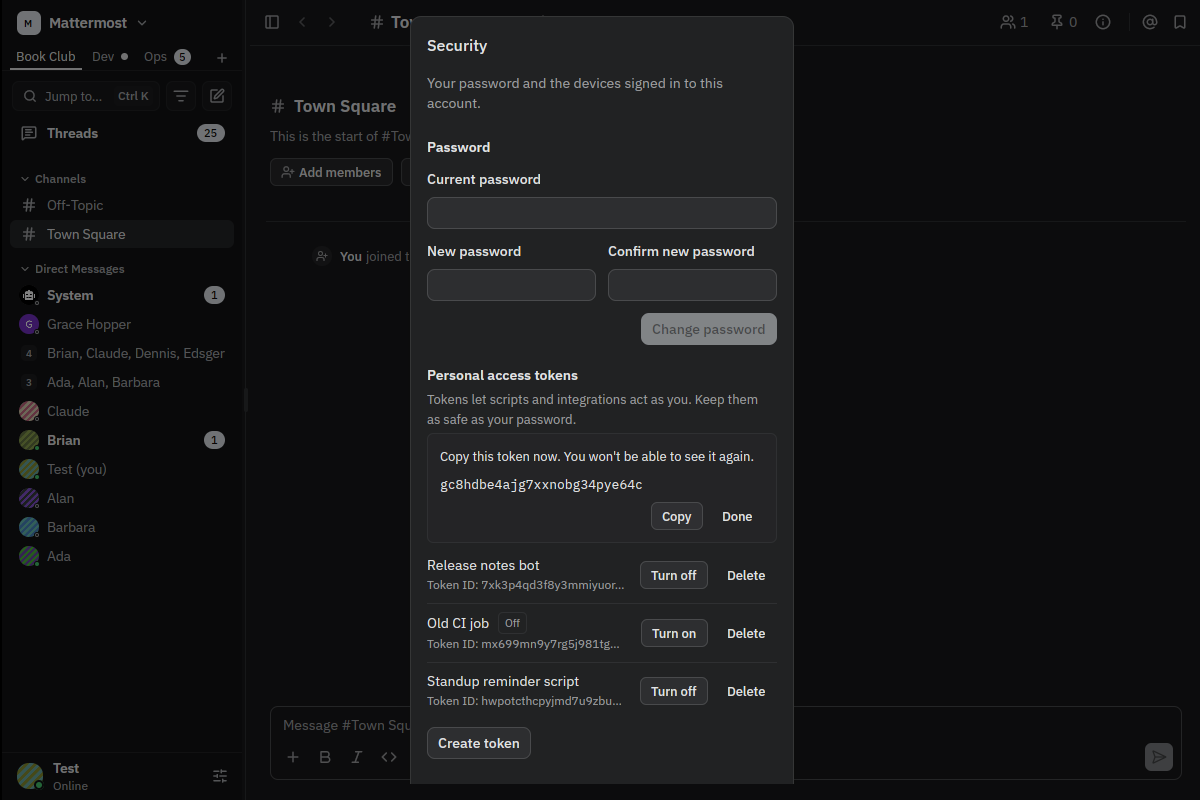 M Mattermost
# Tow
1
0
Book Club Dev Ops 5
Jump to... Ctrl K
Threads 25
Channels
Off-Topic
Town Square
Direct Messages
System 1
G Grace Hopper
4 Brian, Claude, Dennis, Edsger
3 Ada, Alan, Barbara
Claude
Brian 1
Test (you)
Alan
Barbara
Ada
Test
Online
# Town Square
This is the start of #Tow
Add members
You joined t
Message #Town Squ
Security
Your password and the devices signed in to this
account.
Password
Current password
New password Confirm new password
Change password
Personal access tokens
Tokens let scripts and integrations act as you. Keep them
as safe as your password.
Copy this token now. You won't be able to see it again.
gc8hdbe4ajg7xxnobg34pye64c
Copy Done
Release notes bot
Token ID: 7xk3p4qd3f8y3mmiyuor...
Turn off Delete
Old CI job Off
Token ID: mx699mn9y7rg5j981tg...
Turn on Delete
Standup reminder script
Token ID: hwpotcthcpyjmd7u9zbu...
Turn off Delete
Create token